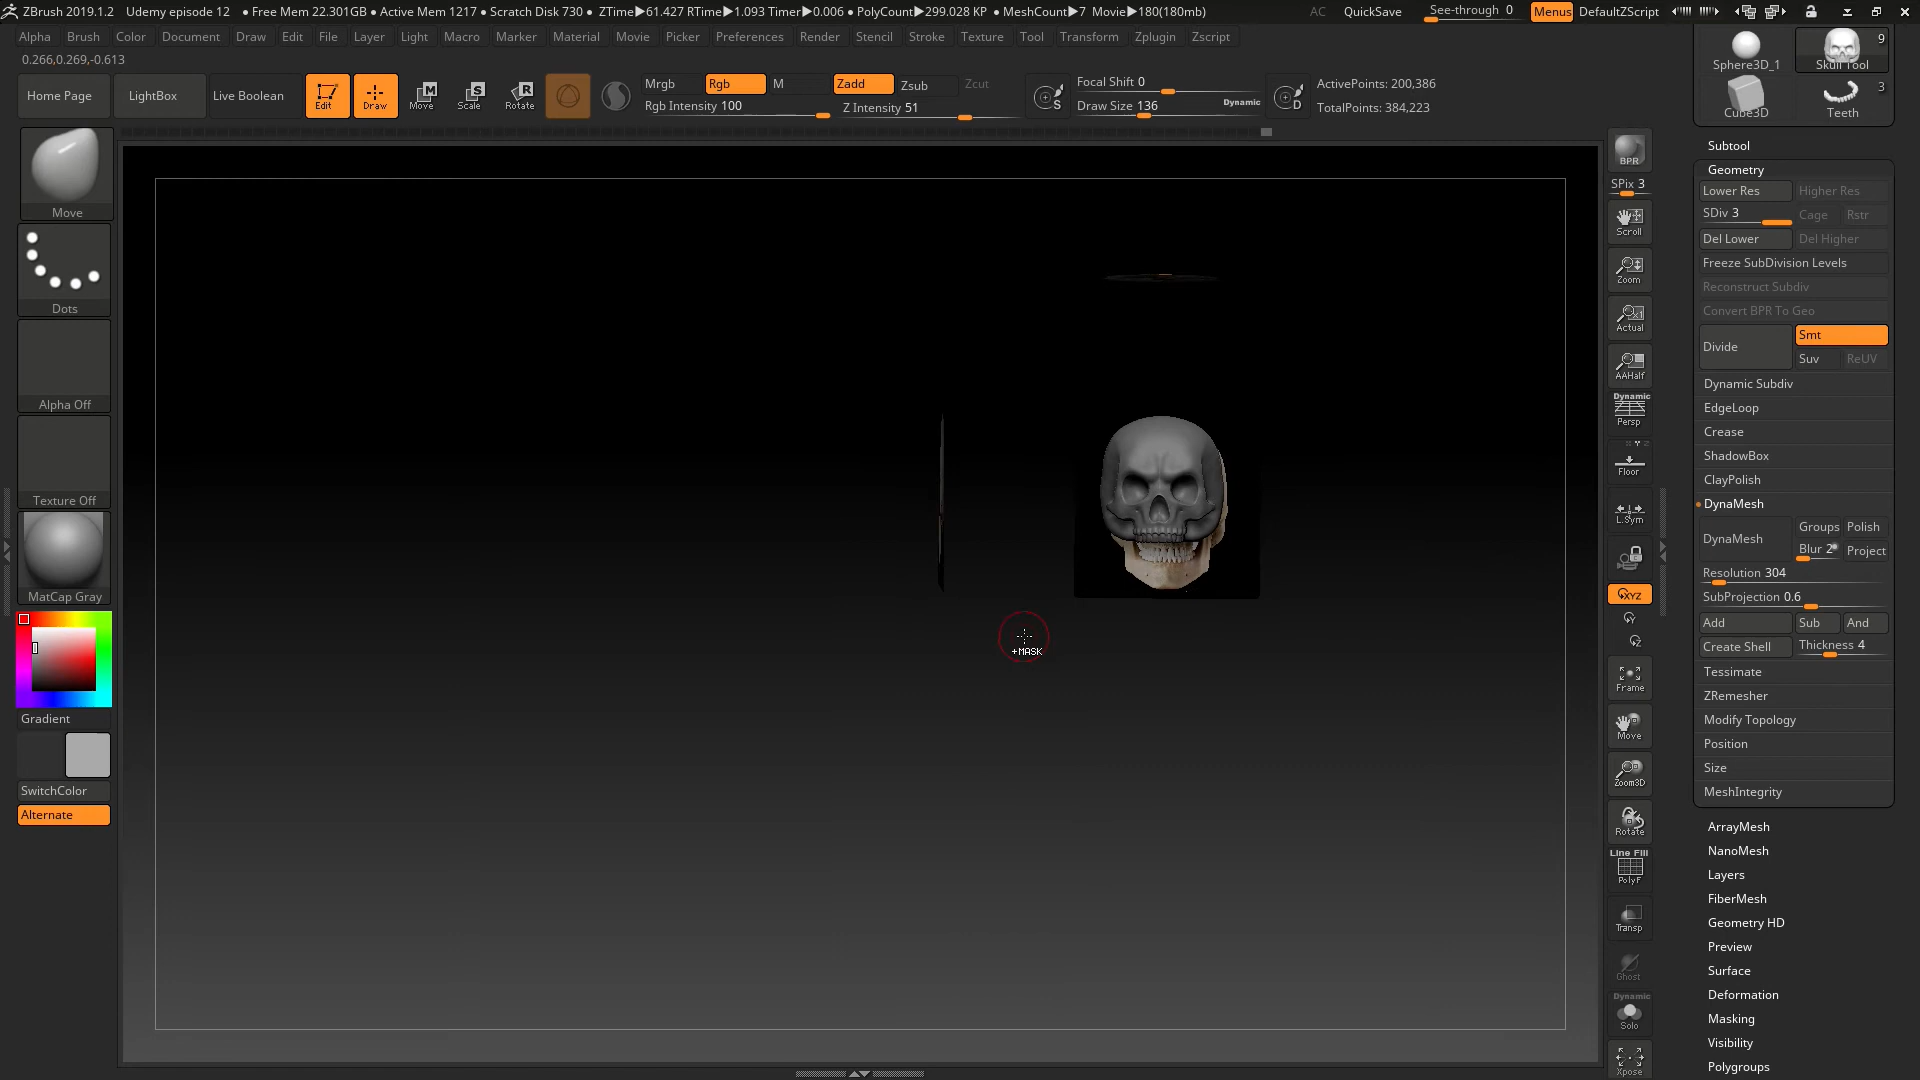 ZBrush 2019.1.2 Udemy episode 12 ● Free Mem 22.301GB ● Active Mem 1217 ● Scratch Disk 730 ● ZTime▶61.427 RTime▶1.093 Timer▶0.006 ● PolyCount▶299.028 KP ● MeshCount▶7 Movie▶180(180mb) AC QuickSave See-through 0 Menus DefaultZScript
Alpha Brush Color Document Draw Edit File Layer Light Macro Marker Material Movie Picker Preferences Render Stencil Stroke Texture Tool Transform Zplugin Zscript
0.266,0.269,-0.613
Home Page LightBox Live Boolean Edit Draw Move Scale Rotate
M S R
Mrgb Rgb M Zadd Zsub Zcut
Rgb Intensity 100 Z Intensity 51
S Focal Shift 0
Draw Size 136 Dynamic D
ActivePoints: 200,386
TotalPoints: 384,223
Move
Dots
Alpha Off
Texture Off
MatCap Gray
Gradient
SwitchColor
Alternate
+MASK
BPR
SPix 3
Scroll
Zoom
Actual
AAHalf
Dynamic
Persp
Floor
L.Sym
XYZ
Y
Z
Frame
Move
Zoom3D
Rotate
Line Fill
PolyF
Transp
Ghost
Dynamic
Solo
Xpose
Sphere3D_1 Skull Tool 9
Cube3D Teeth 3
Subtool
Geometry
Lower Res Higher Res
SDiv 3 Cage Rstr
Del Lower Del Higher
Freeze SubDivision Levels
Reconstruct Subdiv
Convert BPR To Geo
Divide Smt
Suv ReUV
Dynamic Subdiv
EdgeLoop
Crease
ShadowBox
ClayPolish
DynaMesh
DynaMesh Groups Polish
Blur 2 Project
Resolution 304
SubProjection 0.6
Add Sub And
Create Shell Thickness 4
Tessimate
ZRemesher
Modify Topology
Position
Size
MeshIntegrity
ArrayMesh
NanoMesh
Layers
FiberMesh
Geometry HD
Preview
Surface
Deformation
Masking
Visibility
Polygroups